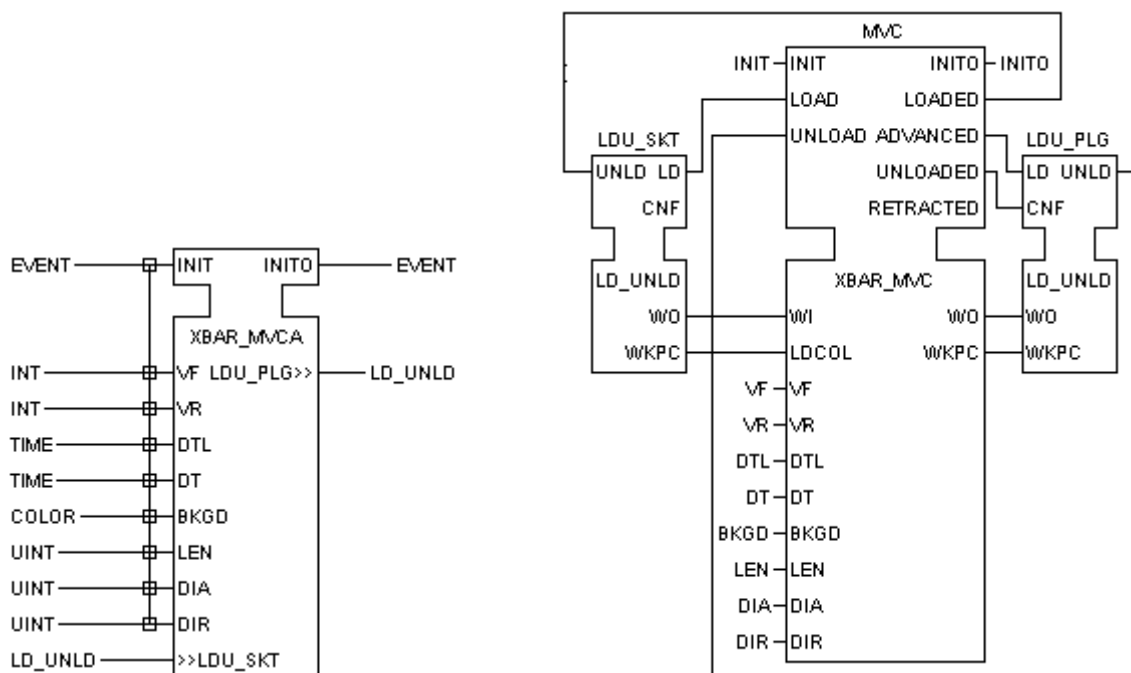 EVENT INIT INITO EVENT
XBAR_MVCA
INT VF LDU_PLG>> LD_UNLD
INT VR
TIME DTL
TIME DT
COLOR BKGD
UINT LEN
UINT DIA
UINT DIR
LD_UNLD >>LDU_SKT
MVC
INIT INIT INITO INITO
LOAD LOADED
LDU_SKT UNLOAD ADVANCED LDU_PLG
UNLD LD UNLOADED LD UNLD
CNF RETRACTED CNF
LD_UNLD XBAR_MVC LD_UNLD
WO WI WO WO
WKPC LDCOL WKPC WKPC
VF VF
VR VR
DTL DTL
DT DT
BKGD BKGD
LEN LEN
DIA DIA
DIR DIR